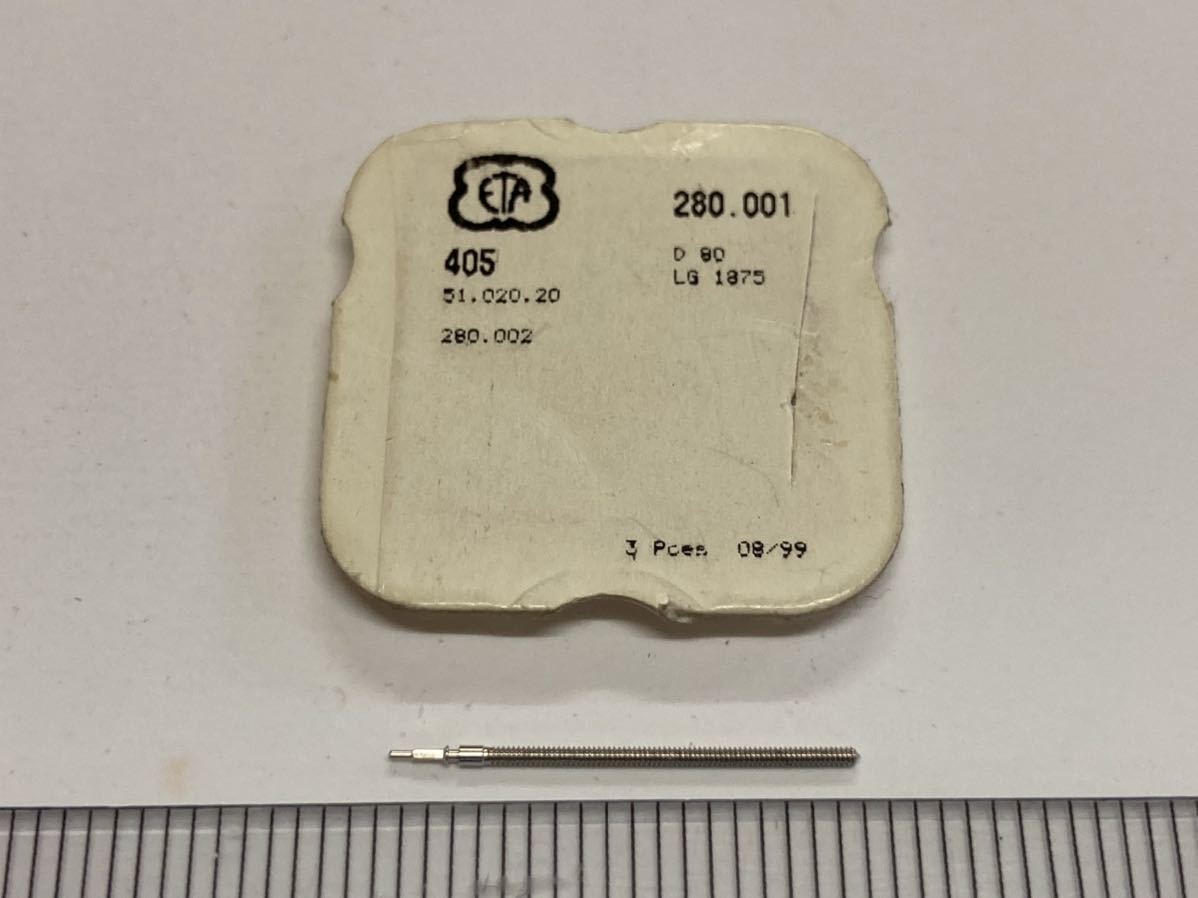 ETA
280.001
405
D 80
LG 1875
51.020.20
280.002
3 Pces 08/99